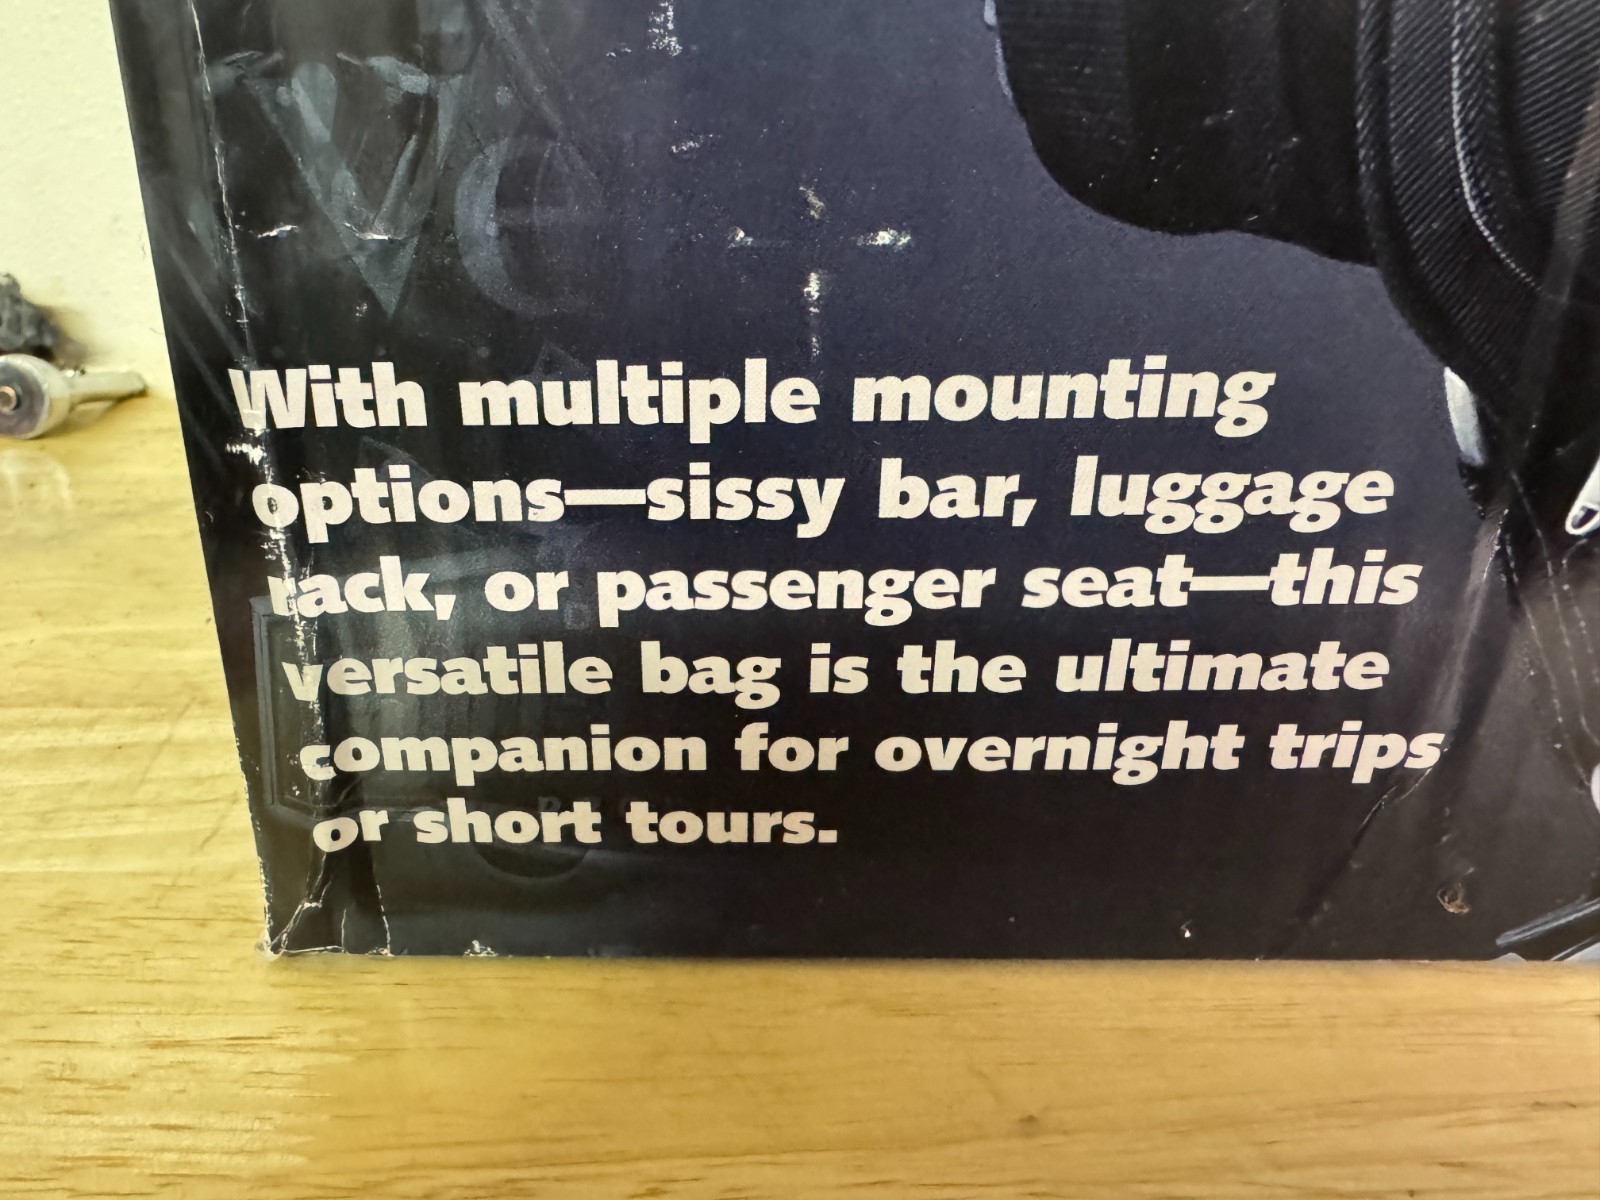 With multiple mounting
options—sissy bar, luggage
rack, or passenger seat—this
versatile bag is the ultimate
companion for overnight trips
or short tours.